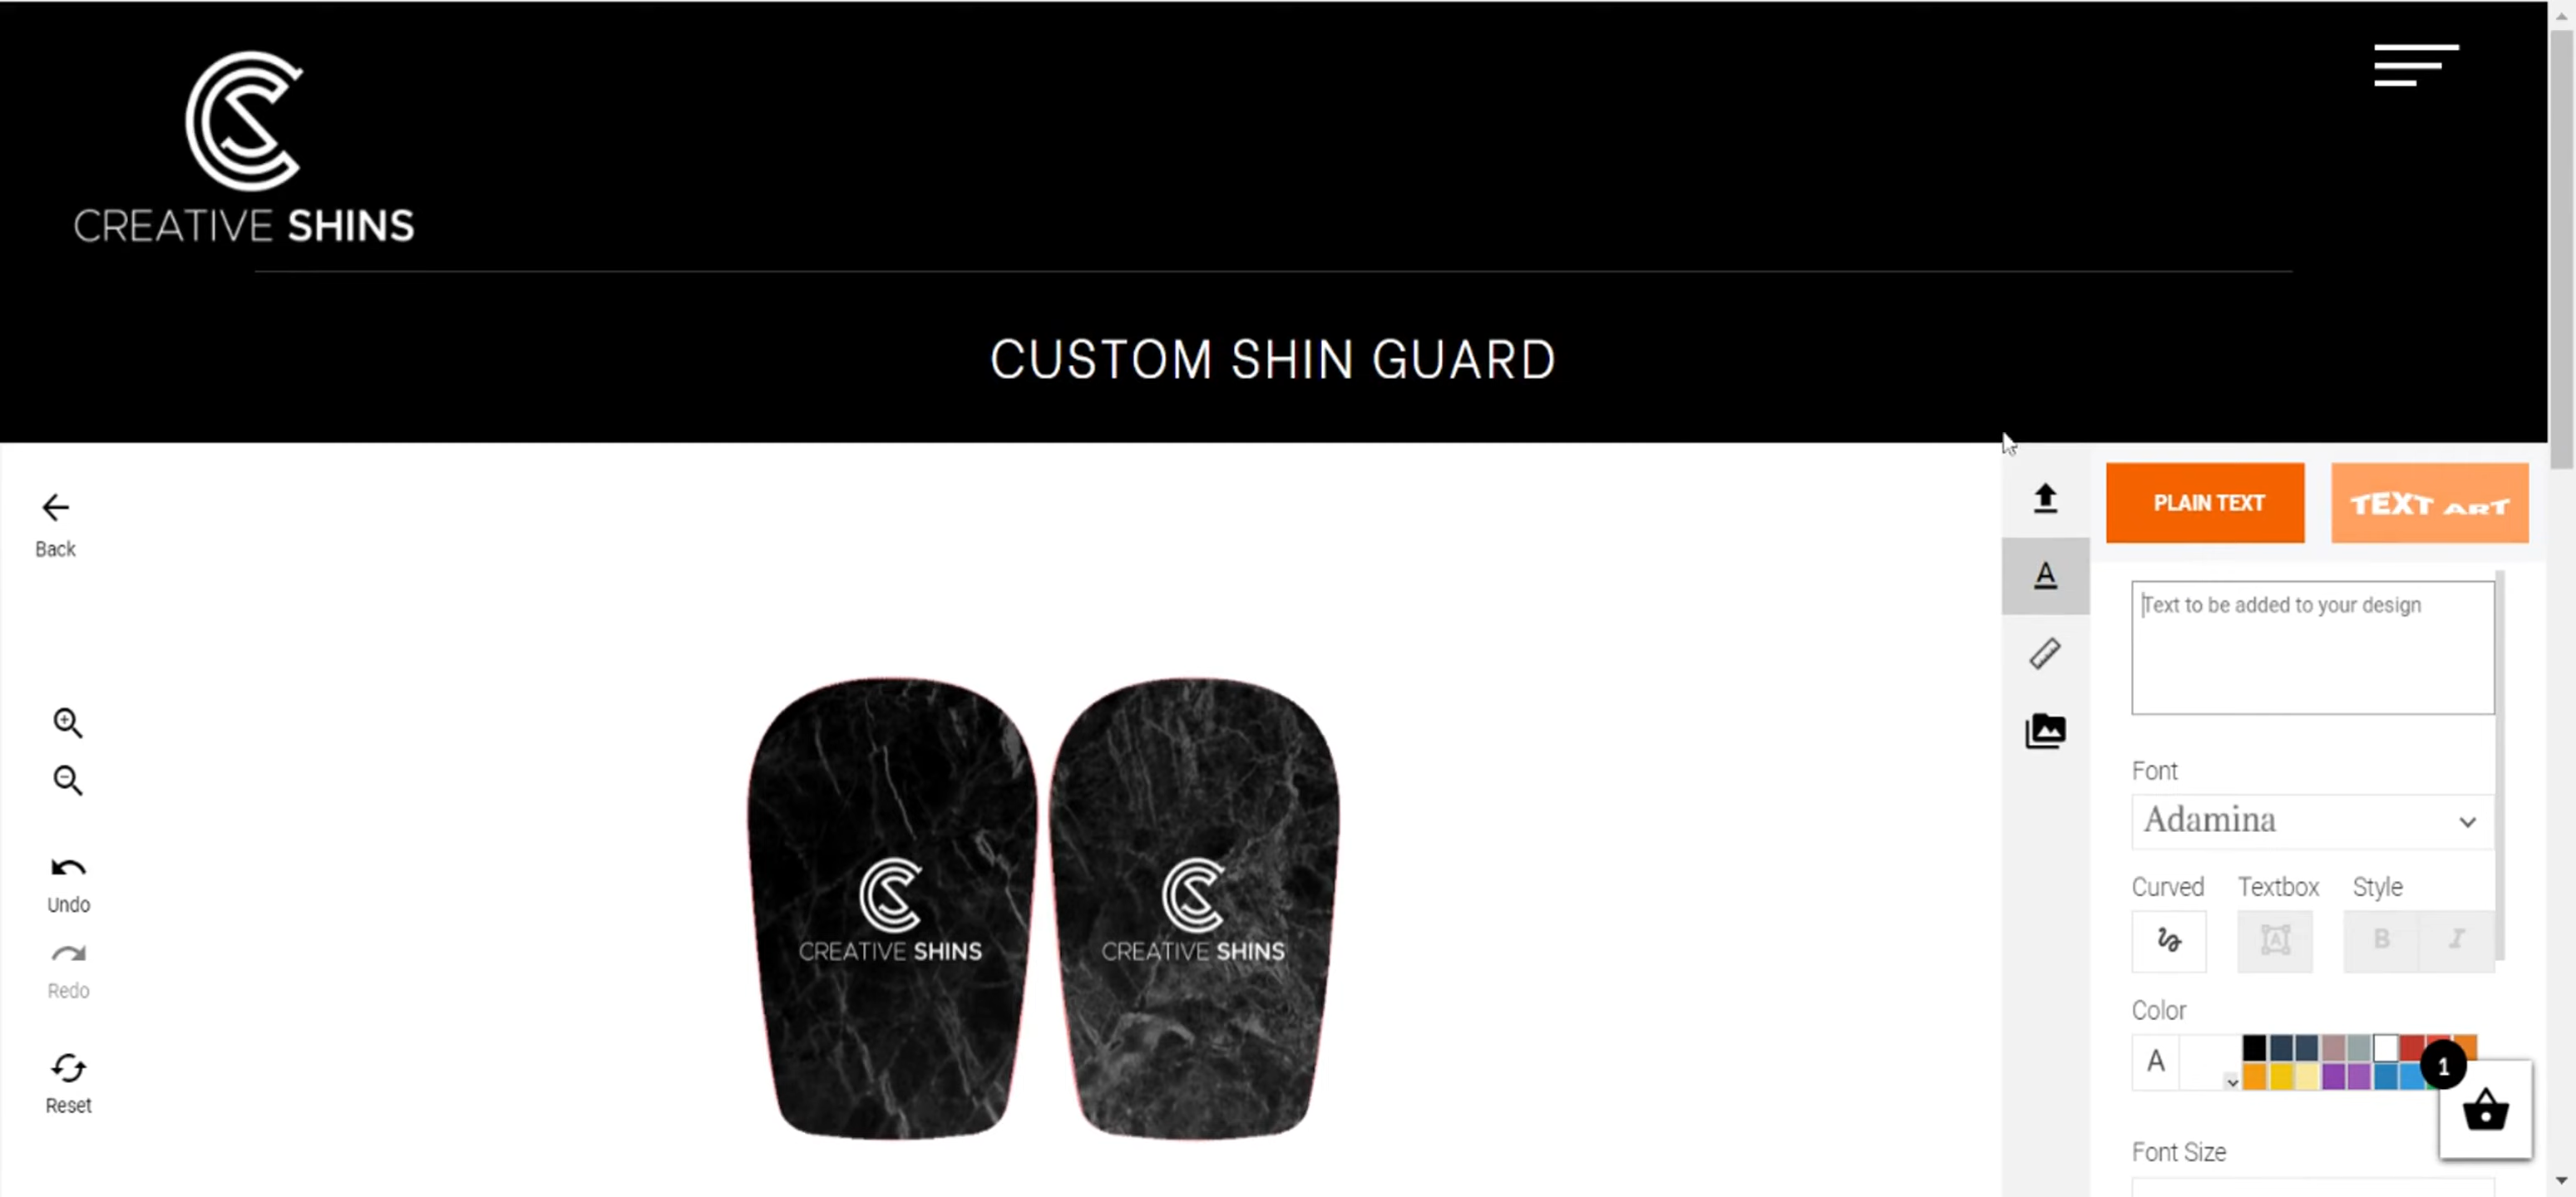 CREATIVE SHINS
CUSTOM SHIN GUARD
Back
PLAIN TEXT
TEXT ART
Text to be added to your design
Font
Adamina
Curved Textbox Style
A B I
Undo
CREATIVE SHINS
CREATIVE SHINS
Redo
Color
A
1
Reset
Font Size